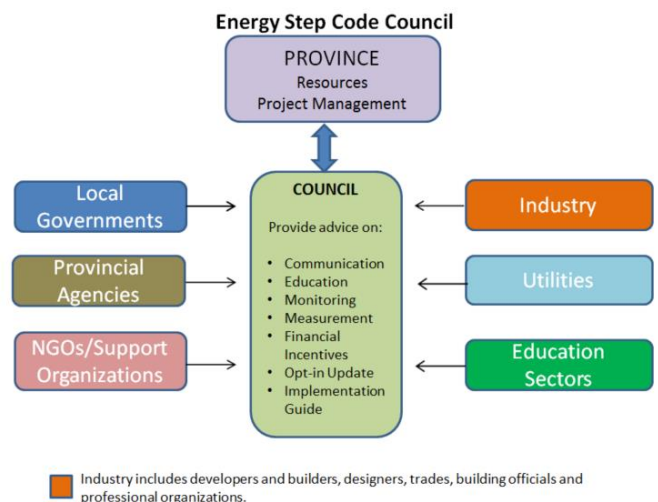 Energy Step Code Council
PROVINCE
Resources
Project Management
Local
Governments
Provincial
Agencies
NGOs/Support
Organizations
COUNCIL
Provide advice on:
• Communication
• Education
• Monitoring
• Measurement
• Financial
Incentives
• Opt-in Update
• Implementation
Guide
Industry
Utilities
Education
Sectors
Industry includes developers and builders, designers, trades, building officials and
professional organizations.